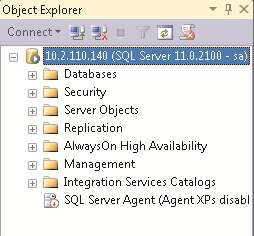 Object Explorer
Connect
10.2.110.140 (SQL Server 11.0.2100 - sa)
Databases
Security
Server Objects
Replication
AlwaysOn High Availability
Management
Integration Services Catalogs
SQL Server Agent (Agent XPs disabl